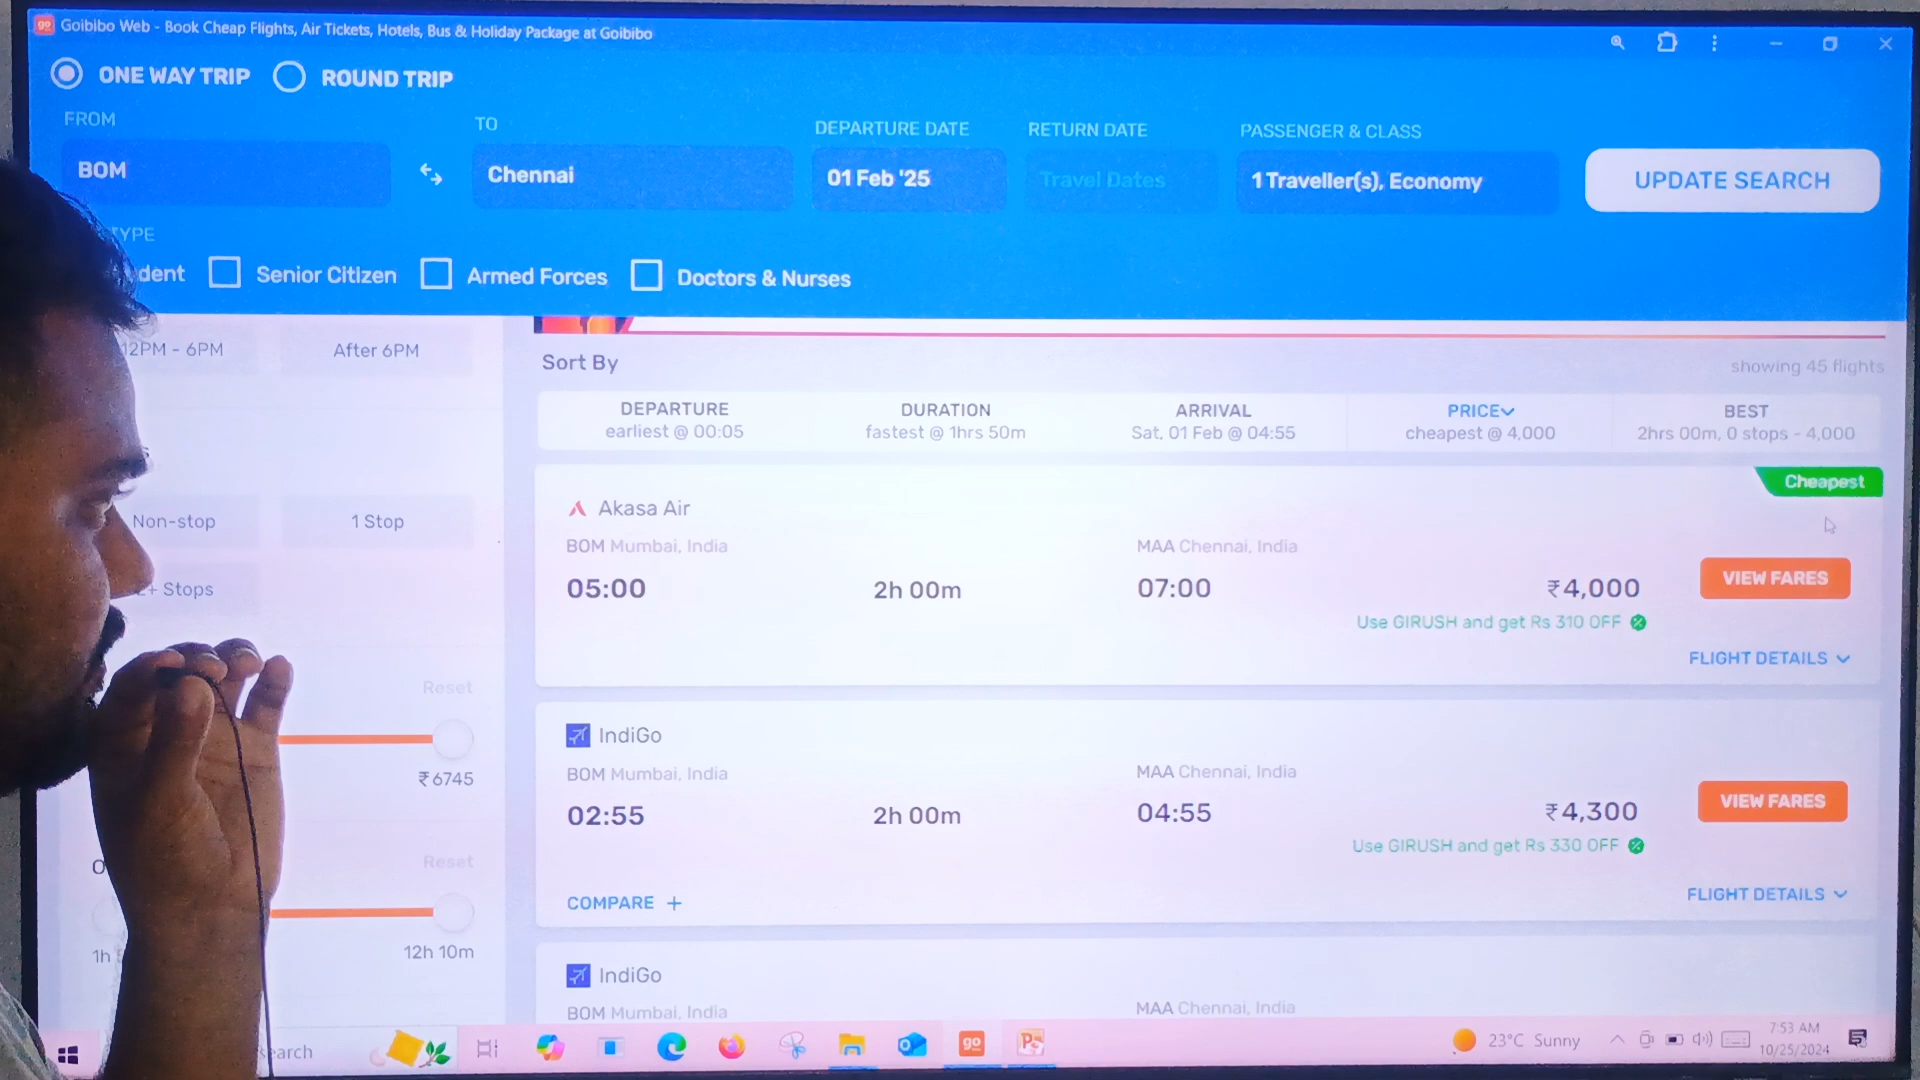 Goibibo Web - Book Cheap Flights, Air Tickets, Hotels, Bus & Holiday Package at Goibibo
ONE WAY TRIP ROUND TRIP
FROM TO DEPARTURE DATE RETURN DATE PASSENGER & CLASS
BOM Chennai 01 Feb '25 Travel Dates 1 Traveller(s), Economy UPDATE SEARCH
TYPE
dent Senior Citizen Armed Forces Doctors & Nurses
12PM - 6PM After 6PM
Non-stop 1 Stop
2+ Stops
Reset
₹6745
Reset
1h 12h 10m
Sort By showing 45 flights
DEPARTURE DURATION ARRIVAL PRICE BEST
earliest @ 00:05 fastest @ 1hrs 50m Sat, 01 Feb @ 04:55 cheapest @ 4,000 2hrs 00m, 0 stops - 4,000
Cheapest
Akasa Air
BOM Mumbai, India MAA Chennai, India
05:00 2h 00m 07:00 ₹4,000 VIEW FARES
Use GIRUSH and get Rs 310 OFF
FLIGHT DETAILS
IndiGo
BOM Mumbai, India MAA Chennai, India
02:55 2h 00m 04:55 ₹4,300 VIEW FARES
Use GIRUSH and get Rs 330 OFF
COMPARE + FLIGHT DETAILS
IndiGo
BOM Mumbai, India MAA Chennai, India
earch go 23°C Sunny 7:53 AM
10/25/2024